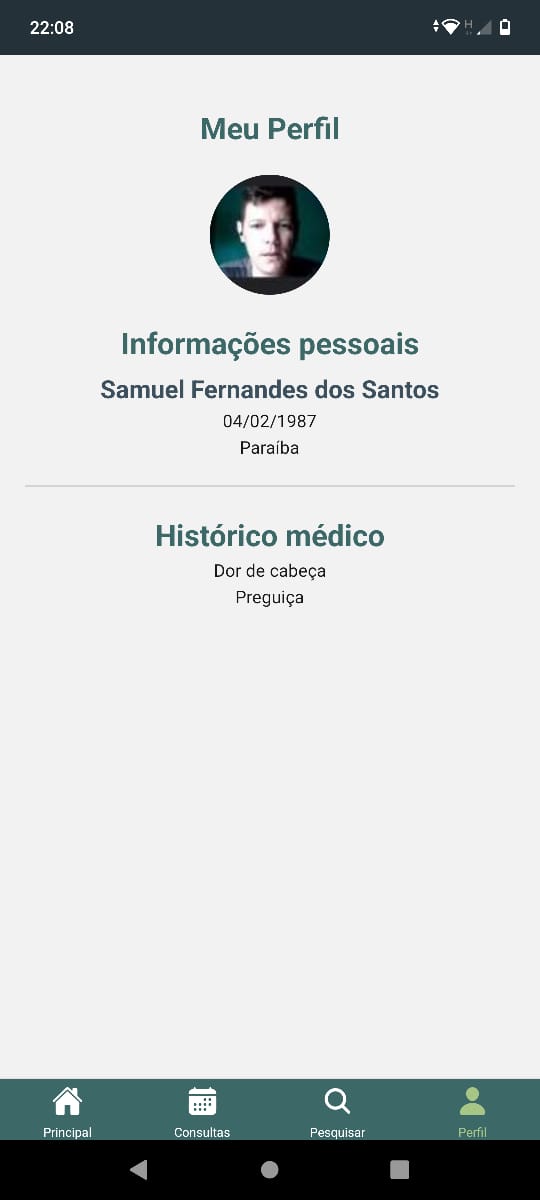 22:08
H
Meu Perfil
Informações pessoais
Samuel Fernandes dos Santos
04/02/1987
Paraíba
Histórico médico
Dor de cabeça
Preguiça
Principal Consultas Pesquisar Perfil